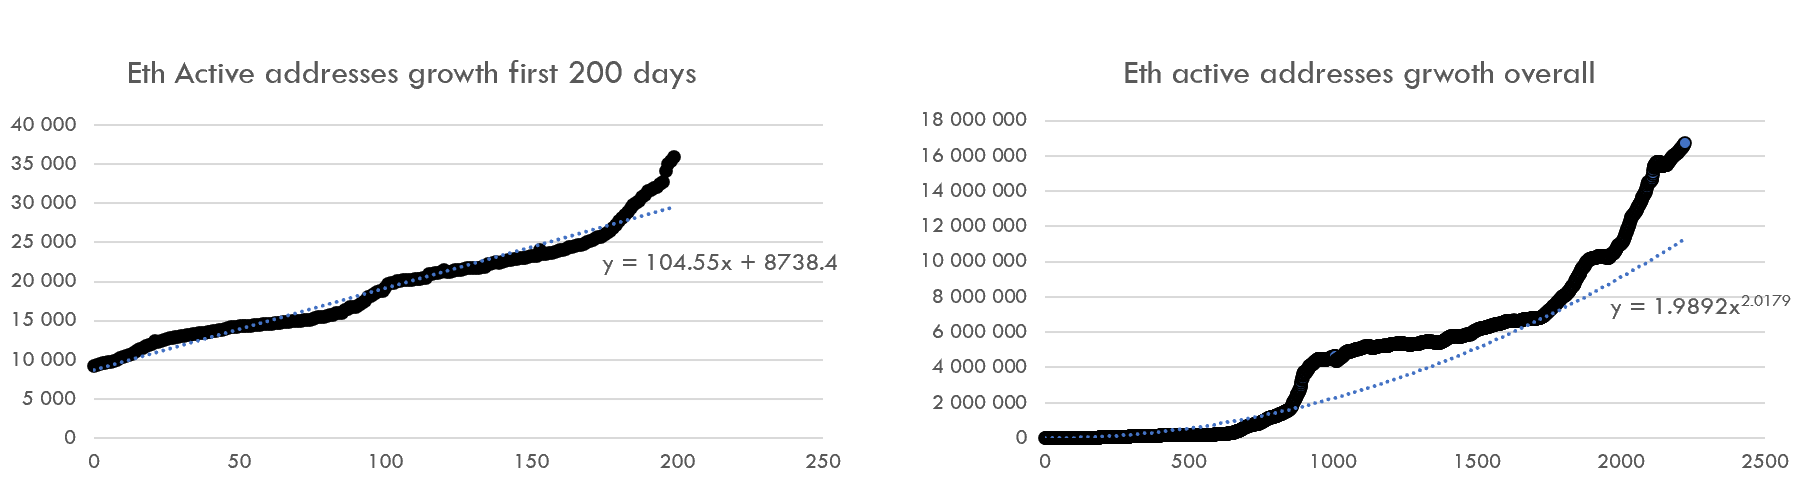 Eth Active addresses growth first 200 days
40 000
35 000
30 000
25 000
20 000
15 000
10 000
5 000
0
y = 104.55x + 8738.4
0 50 100 150 200 250
Eth active addresses grwoth overall
18 000 000
16 000 000
14 000 000
12 000 000
10 000 000
8 000 000
6 000 000
4 000 000
2 000 000
0
y = 1.9892x^2.0179
0 500 1000 1500 2000 2500